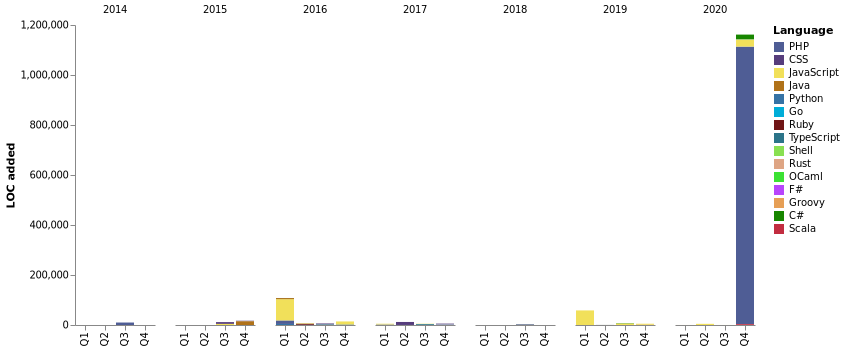 2014 2015 2016 2017 2018 2019 2020
1,200,000
1,000,000
800,000
600,000
400,000
200,000
0
LOC added
Q1 Q2 Q3 Q4 Q1 Q2 Q3 Q4 Q1 Q2 Q3 Q4 Q1 Q2 Q3 Q4 Q1 Q2 Q3 Q4 Q1 Q2 Q3 Q4 Q1 Q2 Q3 Q4
Language
PHP
CSS
JavaScript
Java
Python
Go
Ruby
TypeScript
Shell
Rust
OCaml
F#
Groovy
C#
Scala